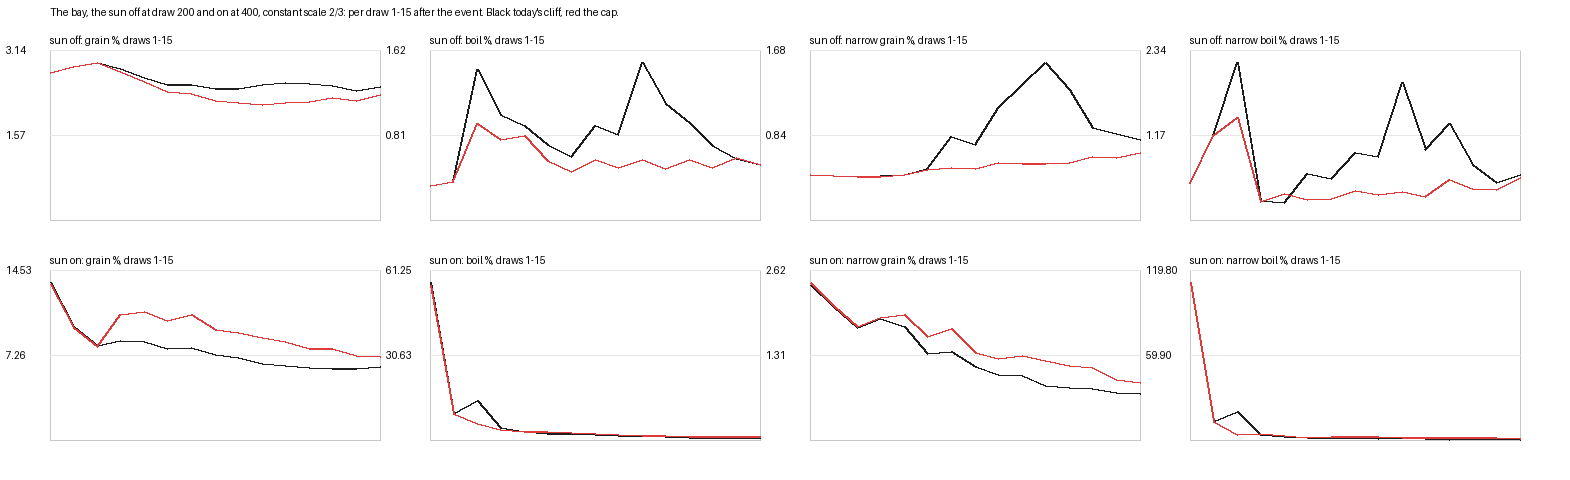 The bay, the sun off at draw 200 and on at 400, constant scale 2/3: per draw 1-15 after the event. Black today's cliff, red the cap.
sun off: grain %, draws 1-15
3.14
1.57
sun off: boil %, draws 1-15
1.62
0.81
sun off: narrow grain %, draws 1-15
1.68
0.84
sun off: narrow boil %, draws 1-15
2.34
1.17
sun on: grain %, draws 1-15
14.53
7.26
sun on: boil %, draws 1-15
61.25
30.63
sun on: narrow grain %, draws 1-15
2.62
1.31
sun on: narrow boil %, draws 1-15
119.80
59.90